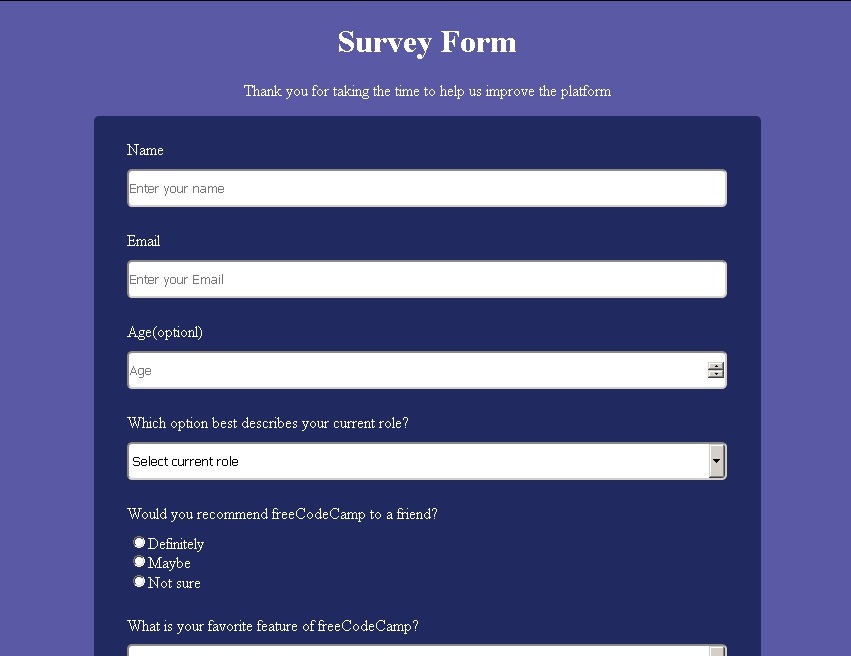 Survey Form
Thank you for taking the time to help us improve the platform
Name
Enter your name
Email
Enter your Email
Age(optionl)
Age
Which option best describes your current role?
Select current role
Would you recommend freeCodeCamp to a friend?
Definitely
Maybe
Not sure
What is your favorite feature of freeCodeCamp?